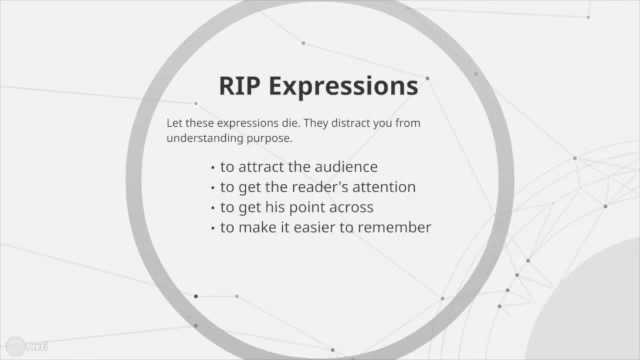 RIP Expressions
Let these expressions die. They distract you from
understanding purpose.
• to attract the audience
• to get the reader's attention
• to get his point across
• to make it easier to remember
Prezi